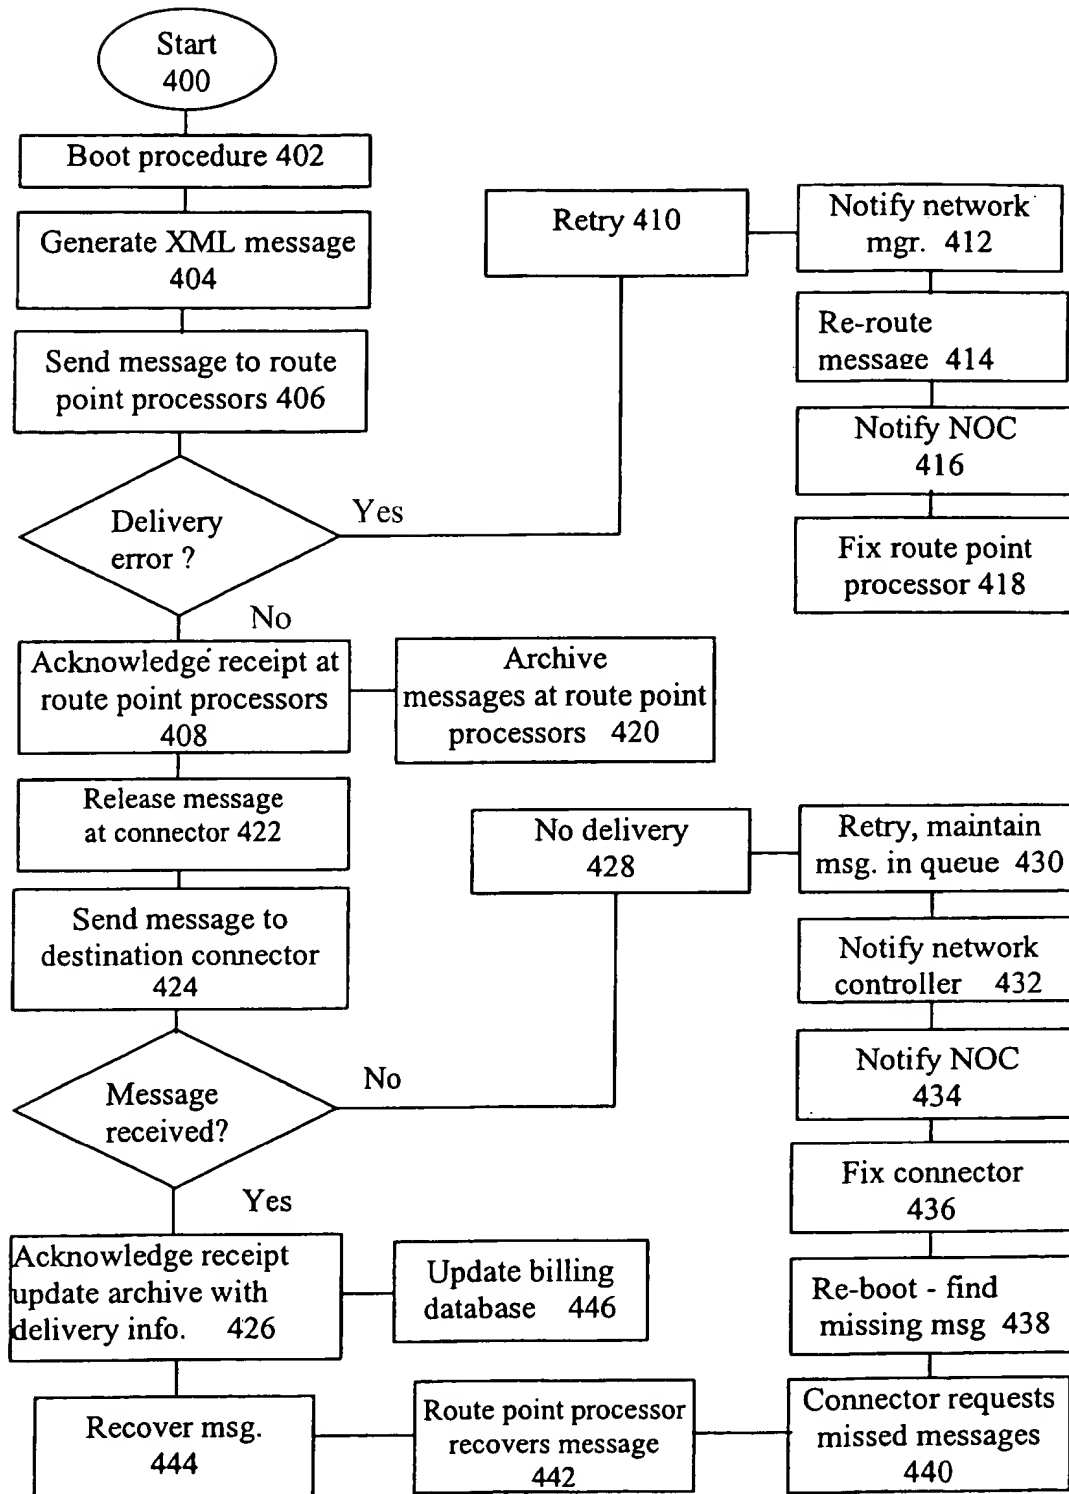 Start
400
Boot procedure 402
Generate XML message
404
Send message to route
point processors 406
Delivery
error ?
Yes
No
Retry 410
Notify network
mgr. 412
Re-route
message 414
Notify NOC
416
Fix route point
processor 418
Acknowledge receipt at
route point processors
408
Archive
messages at route point
processors 420
Release message
at connector 422
Send message to
destination connector
424
Message
received?
No
Yes
No delivery
428
Retry, maintain
msg. in queue 430
Notify network
controller 432
Notify NOC
434
Fix connector
436
Re-boot - find
missing msg 438
Connector requests
missed messages
440
Acknowledge receipt
update archive with
delivery info. 426
Update billing
database 446
Recover msg.
444
Route point processor
recovers message
442